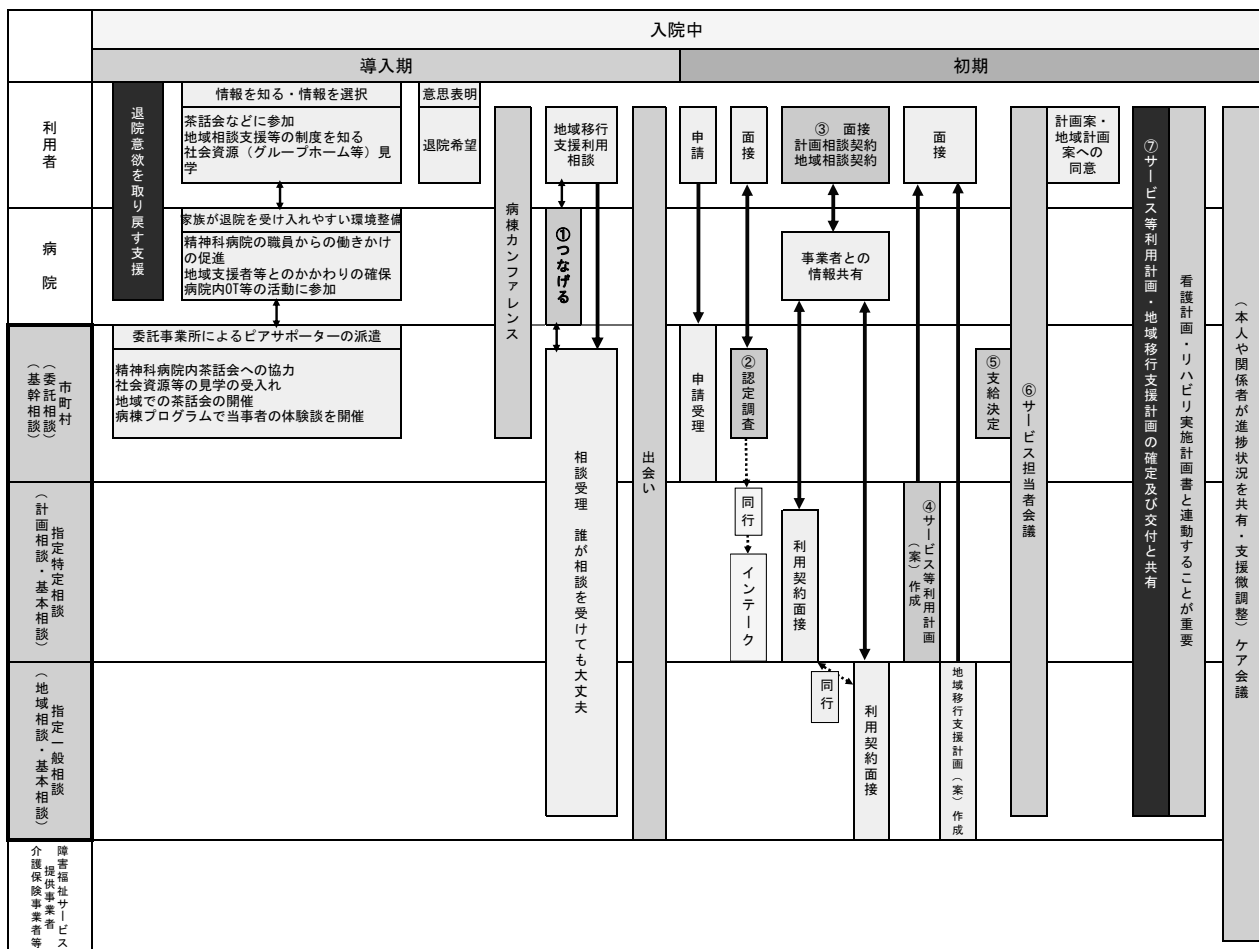 入院中
導入期
初期
利用者
病院
市町村
（委託相談）
（基幹相談）
指定特定相談
（計画相談・基本相談）
指定一般相談
（地域相談・基本相談）
障害福祉サービス
提供事業者
介護保険事業者等
退院意欲を取り戻す支援
情報を知る・情報を選択
茶話会などに参加
地域相談支援等の制度を知る
社会資源（グループホーム等）見
学
家族が退院を受け入れやすい環境整備
精神科病院の職員からの働きかけ
の促進
地域支援者等とのかかわりの確保
病院内OT等の活動に参加
委託事業所によるピアサポーターの派遣
精神科病院内茶話会への協力
社会資源等の見学の受入れ
地域での茶話会の開催
病棟プログラムで当事者の体験談を開催
意思表明
退院希望
病棟カンファレンス
地域移行
支援利用
相談
①つなげる
相談受理　誰が相談を受けても大丈夫
出会い
申請
申請受理
面接
②認定調査
同行
インテーク
③　面接
計画相談契約
地域相談契約
事業者との
情報共有
利用契約面接
同行
利用契約面接
面接
④サービス等利用計画
（案）作成
地域移行支援計画（案）作成
⑤支給決定
⑥サービス担当者会議
計画案・
地域計画
案への
同意
⑦サービス等利用計画・地域移行支援計画の確定及び交付と共有
看護計画・リハビリ実施計画書と連動することが重要
（本人や関係者が進捗状況を共有・支援微調整）ケア会議